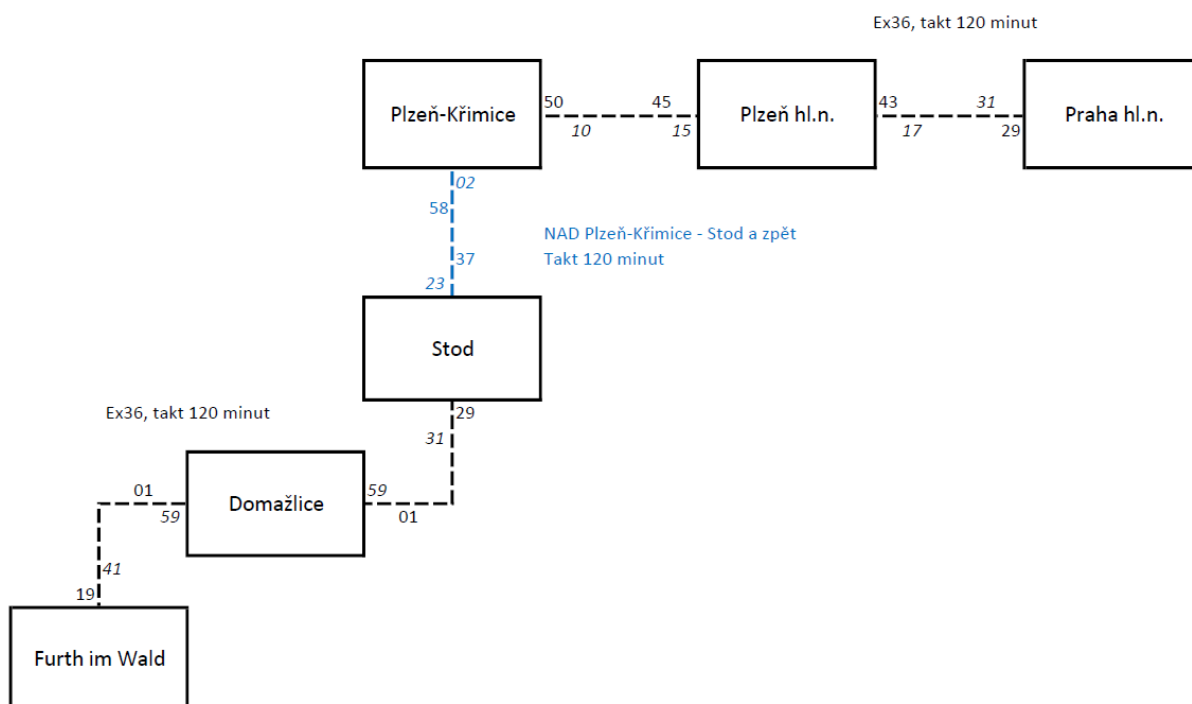 Ex36, takt 120 minut
Plzeň-Křimice
50
45
10
15
Plzeň hl.n.
43
31
17
29
Praha hl.n.
02
58
NAD Plzeň-Křimice - Stod a zpět
37
Takt 120 minut
23
Stod
Ex36, takt 120 minut
29
31
01
59
Domažlice
59
01
41
19
Furth im Wald